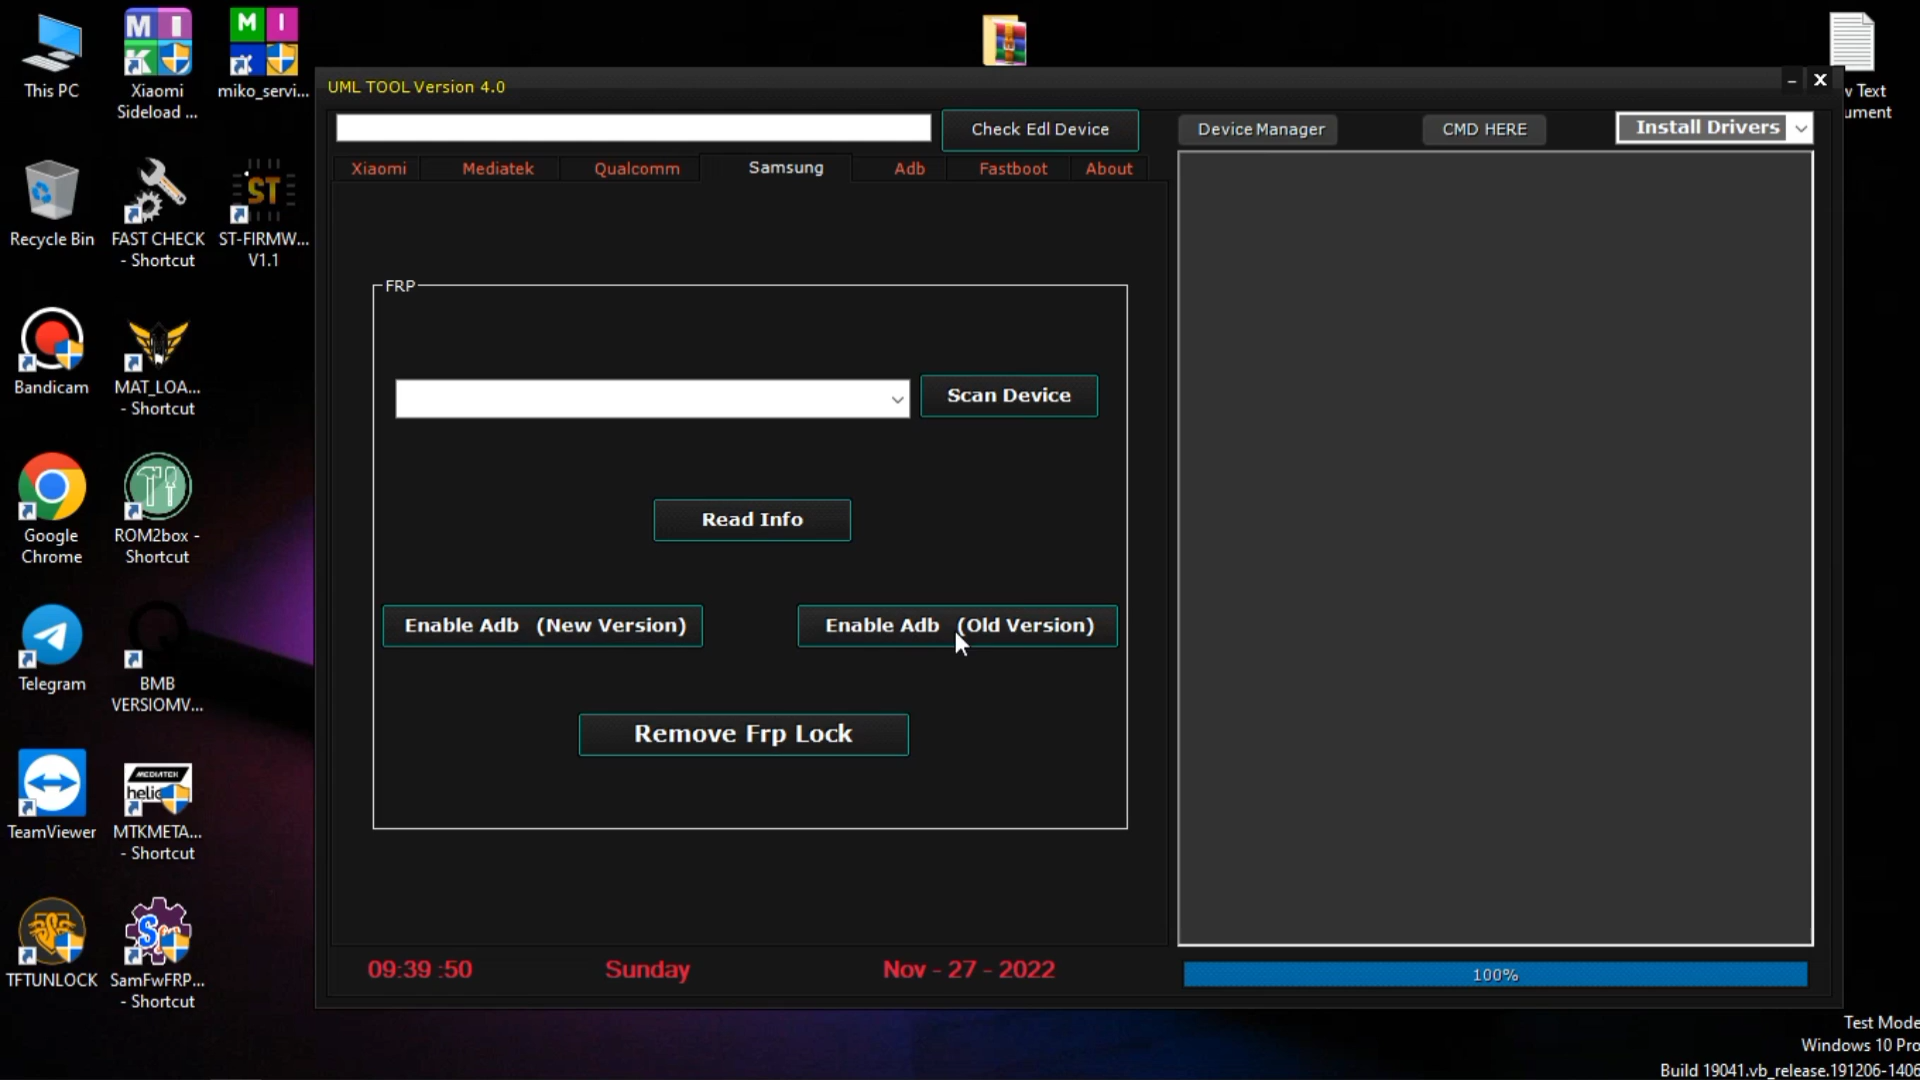 This PC
Xiaomi
Sideload ...
miko_servi...
Recycle Bin
FAST CHECK
- Shortcut
ST
ST-FIRMW...
V1.1
Bandicam
MAT_LOA...
- Shortcut
Google
Chrome
ROM2box -
Shortcut
Telegram
BMB
VERSIOMV...
TeamViewer
MEDIATEK
helio
MTKMETA...
- Shortcut
TFTUNLOCK
SamFwFRP...
- Shortcut
UML TOOL Version 4.0
Check Edl Device
Device Manager
CMD HERE
Install Drivers
Xiaomi
Mediatek
Qualcomm
Samsung
Adb
Fastboot
About
FRP
Scan Device
Read Info
Enable Adb (New Version)
Enable Adb (Old Version)
Remove Frp Lock
09:39 :50
Sunday
Nov - 27 - 2022
100%
Test Mode
Windows 10 Pro
Build 19041.vb_release.191206-1406